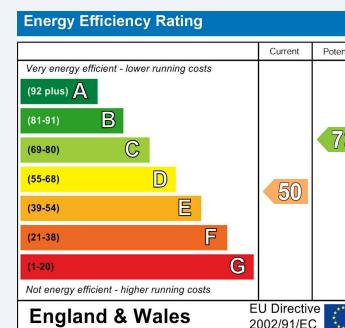 Energy Efficiency Rating
Current
Very energy efficient - lower running costs
(92 plus) A
(81-91) B
(69-80) C
(55-68) D
(39-54) E
50
(21-38) F
(1-20) G
Not energy efficient - higher running costs
England & Wales
EU Directive
2002/91/EC